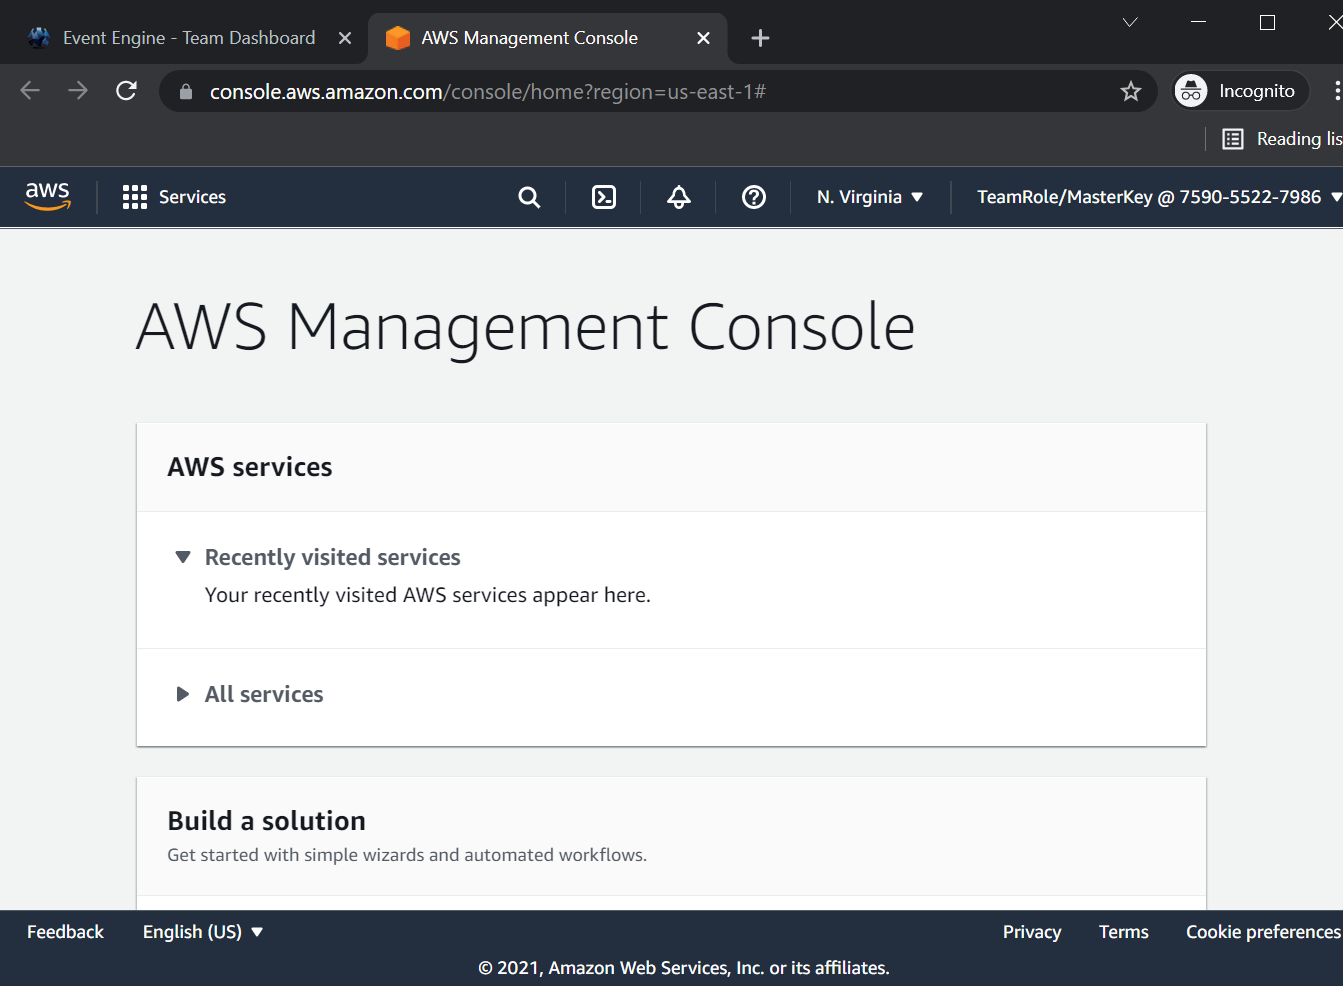 Event Engine - Team Dashboard
AWS Management Console
console.aws.amazon.com/console/home?region=us-east-1#
Incognito
Reading lis
aws
Services
N. Virginia
TeamRole/MasterKey @ 7590-5522-7986
AWS Management Console
AWS services
Recently visited services
Your recently visited AWS services appear here.
All services
Build a solution
Get started with simple wizards and automated workflows.
Feedback
English (US)
Privacy
Terms
Cookie preferences
© 2021, Amazon Web Services, Inc. or its affiliates.